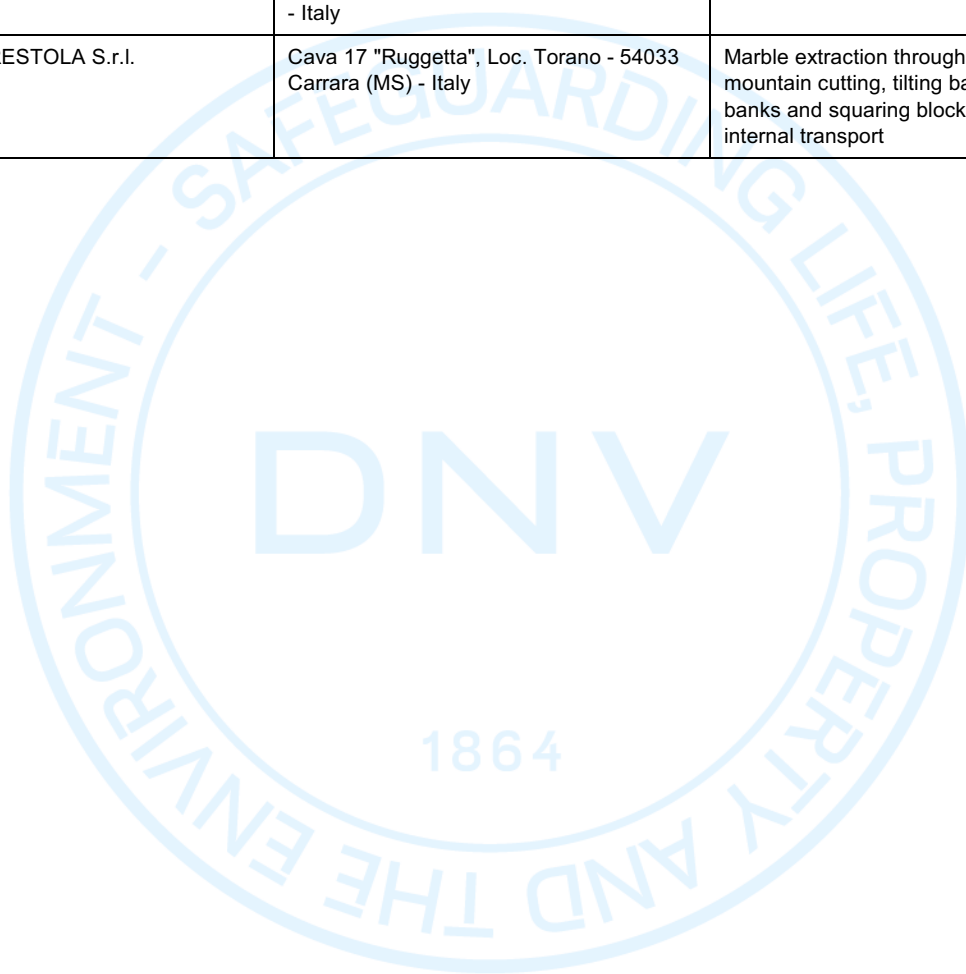 - Italy
ESTOLA S.r.l.
Cava 17 "Ruggetta", Loc. Torano - 54033
Carrara (MS) - Italy
Marble extraction through
mountain cutting, tilting ba
banks and squaring block
internal transport
SAFEGUARDING LIFE, PROPERTY AND THE ENVIRONMENT -
DNV
1864